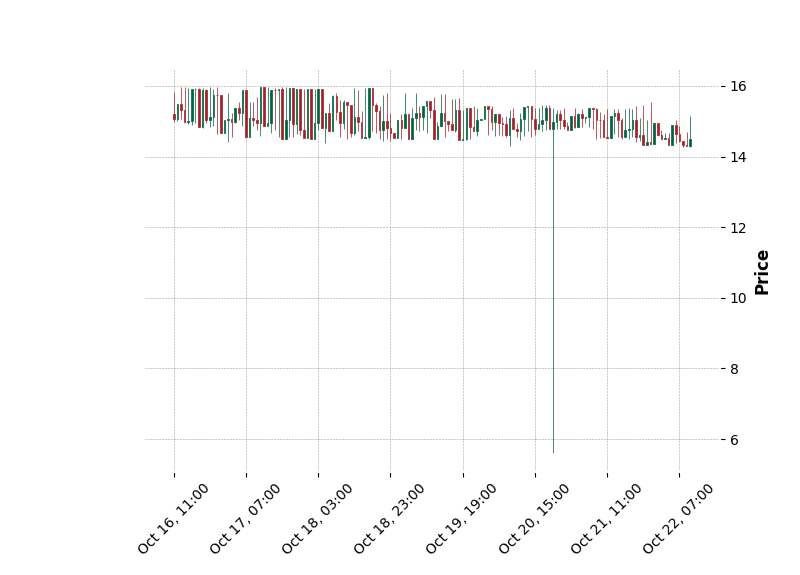 16
14
12
10
8
6
Price
Oct 16, 11:00
Oct 17, 07:00
Oct 18, 03:00
Oct 18, 23:00
Oct 19, 19:00
Oct 20, 15:00
Oct 21, 11:00
Oct 22, 07:00